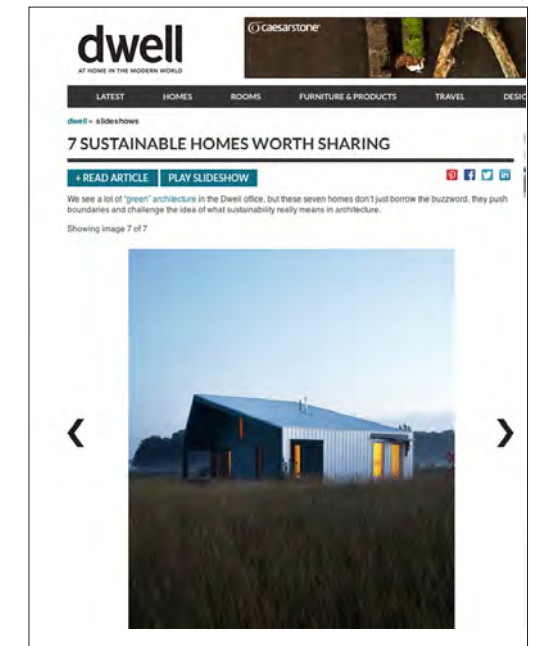 dwell
AT HOME IN THE MODERN WORLD
caesarstone
LATEST HOMES ROOMS FURNITURE & PRODUCTS TRAVEL DESIG
dwell » slideshows
7 SUSTAINABLE HOMES WORTH SHARING
+ READ ARTICLE PLAY SLIDESHOW
We see a lot of "green" architecture in the Dwell office, but these seven homes don't just borrow the buzzword, they push
boundaries and challenge the idea of what sustainability really means in architecture.
Showing image 7 of 7